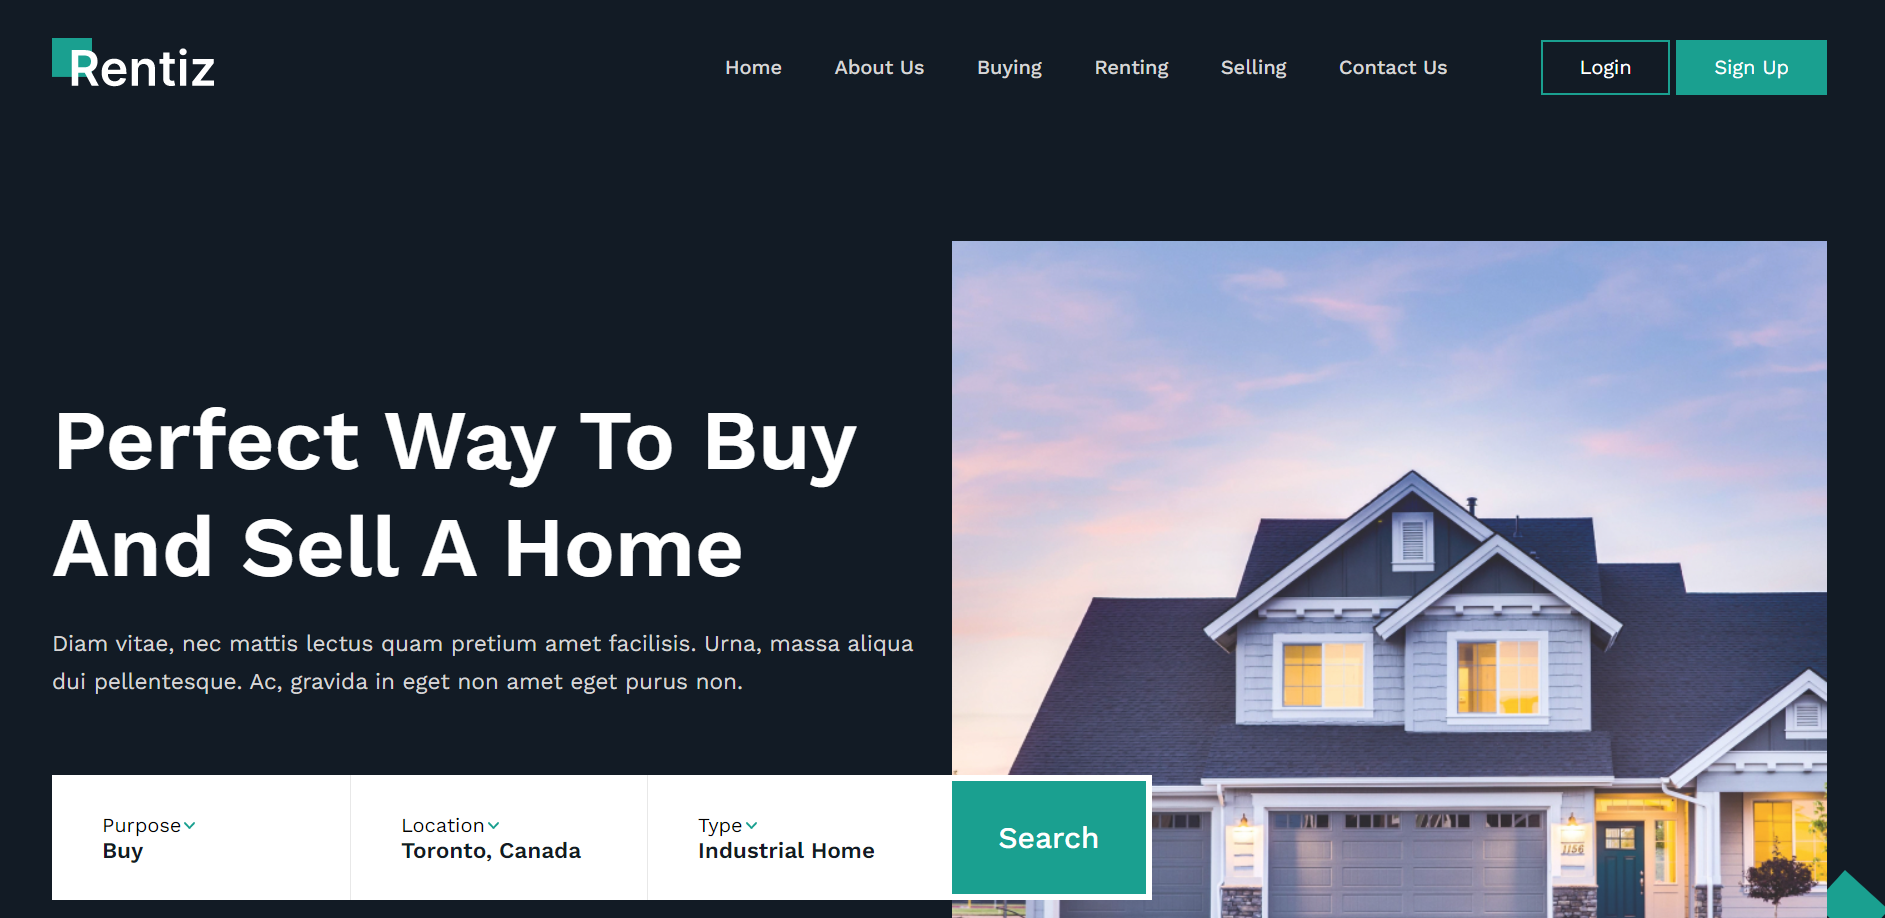 Rentiz
Home About Us Buying Renting Selling Contact Us Login Sign Up
Perfect Way To Buy
And Sell A Home
Diam vitae, nec mattis lectus quam pretium amet facilisis. Urna, massa aliqua
dui pellentesque. Ac, gravida in eget non amet eget purus non.
Purpose Location Type
Buy Toronto, Canada Industrial Home
Search
1156